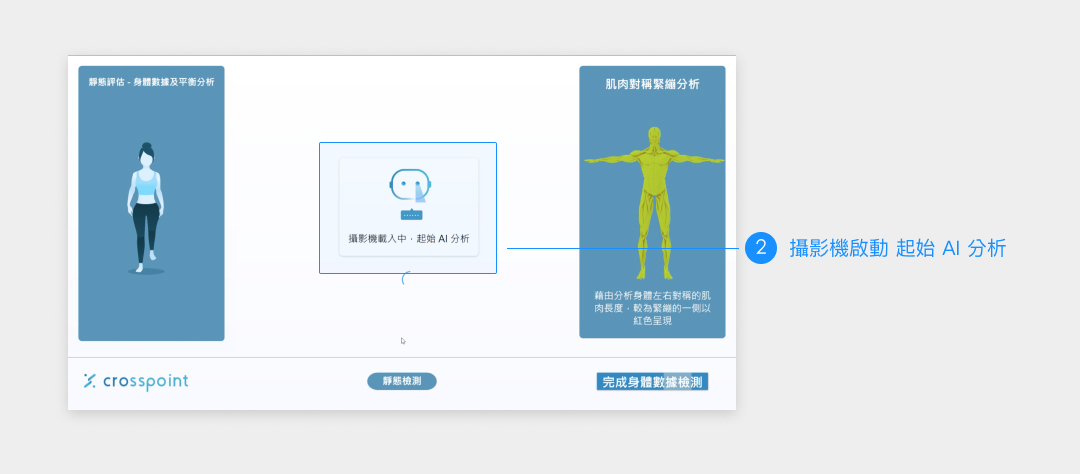 靜態評估 - 身體數據及平衡分析
攝影機載入中，起始 AI 分析
肌肉對稱緊繃分析
藉由分析身體左右對稱的肌
肉長度，較為緊繃的一側以
紅色呈現
2 攝影機啟動 起始 AI 分析
crosspoint
靜態檢測
完成身體數據檢測